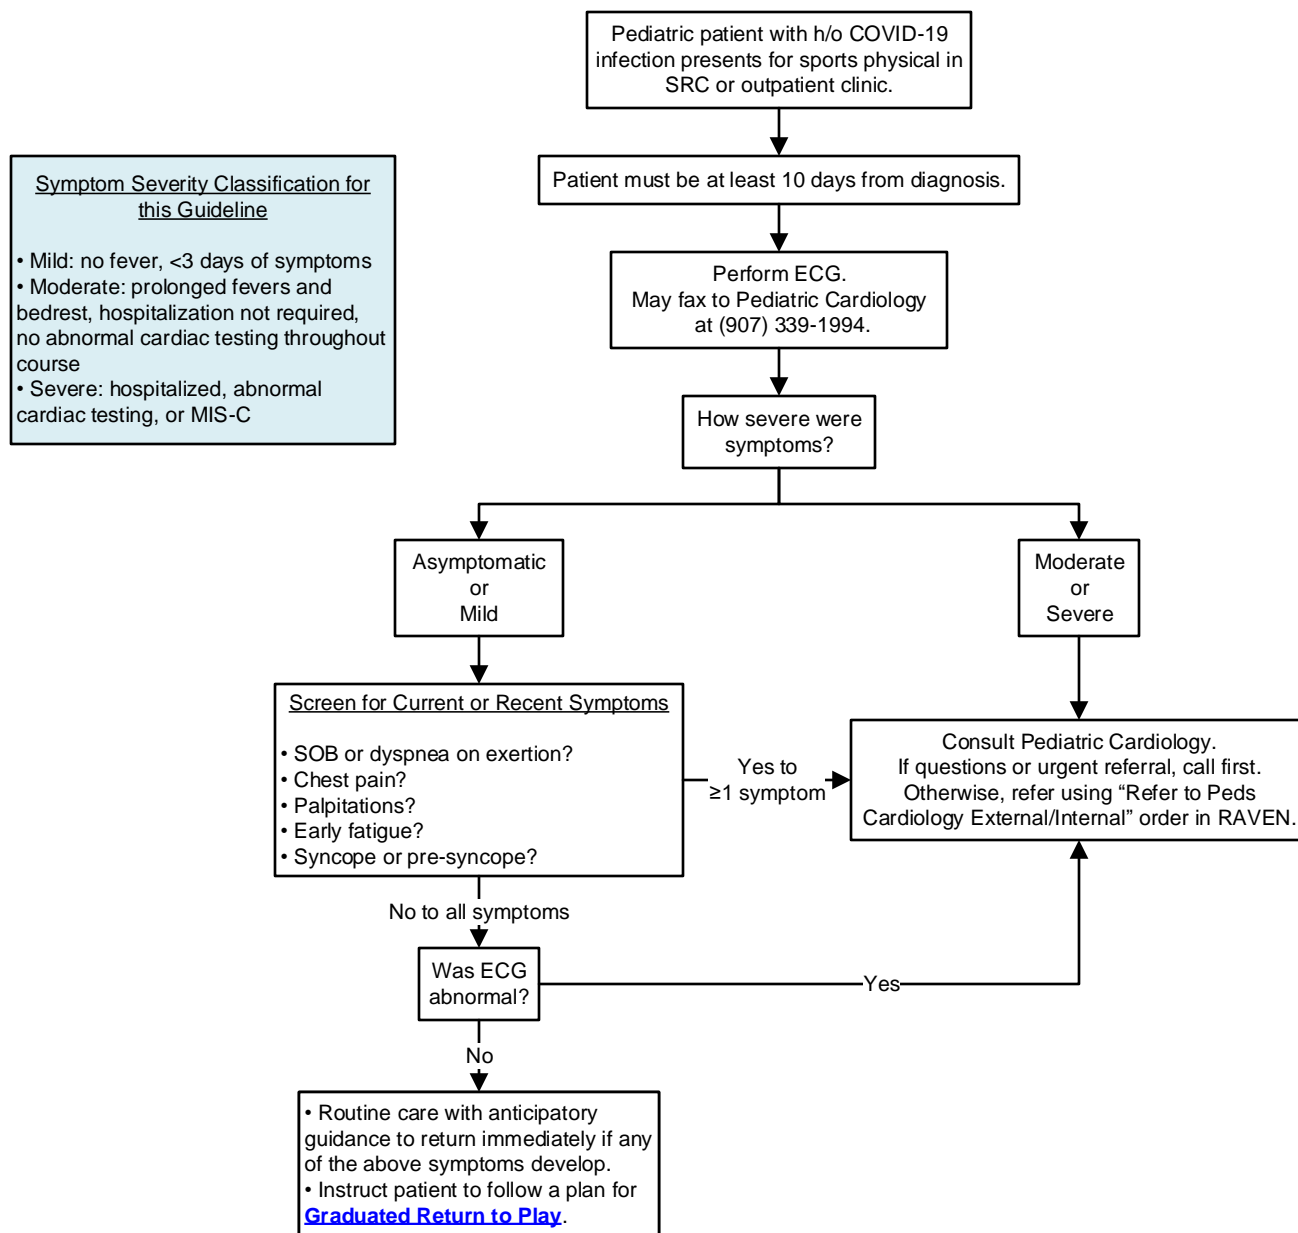 Pediatric patient with h/o COVID-19
infection presents for sports physical in
SRC or outpatient clinic.
Symptom Severity Classification for
this Guideline
• Mild: no fever, <3 days of symptoms
• Moderate: prolonged fevers and
bedrest, hospitalization not required,
no abnormal cardiac testing throughout
course
• Severe: hospitalized, abnormal
cardiac testing, or MIS-C
Patient must be at least 10 days from diagnosis.
Perform ECG.
May fax to Pediatric Cardiology
at (907) 339-1994.
How severe were
symptoms?
Asymptomatic
or
Mild
Moderate
or
Severe
Screen for Current or Recent Symptoms
• SOB or dyspnea on exertion?
• Chest pain?
• Palpitations?
• Early fatigue?
• Syncope or pre-syncope?
Yes to
≥1 symptom
Consult Pediatric Cardiology.
If questions or urgent referral, call first.
Otherwise, refer using “Refer to Peds
Cardiology External/Internal” order in RAVEN.
No to all symptoms
Was ECG
abnormal?
Yes
No
• Routine care with anticipatory
guidance to return immediately if any
of the above symptoms develop.
• Instruct patient to follow a plan for
Graduated Return to Play.